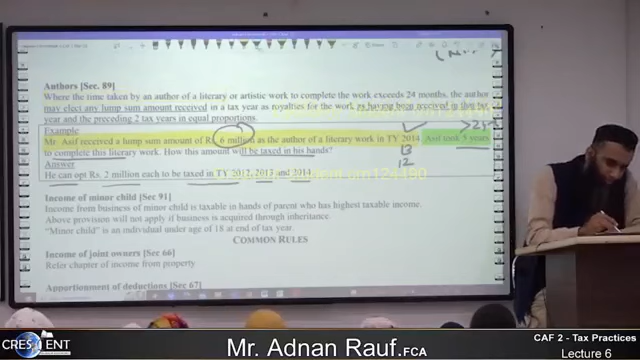 Authors [Sec. 89]
Where the time taken by an author of a literary or artistic work to complete the work exceeds 24 months, the author
may elect any lump sum amount received in a tax year as royalties for the work as having been received in that tax
year and the preceding 2 tax years in equal proportions.
Example
Mr. Asif received a lump sum amount of Rs. 6 million as the author of a literary work in TY 2014. Asif took 3 years
to complete this literary work. How this amount will be taxed in his hands?
13
Answer
12
He can opt Rs. 2 million each to be taxed in TY 2012, 2013 and 2014.
Income of minor child [Sec 91]
Income from business of minor child is taxable in hands of parent who has highest taxable income.
Above provision will not apply if business is acquired through inheritance.
"Minor child" is an individual under age of 18 at end of tax year.
COMMON RULES
Income of joint owners [Sec 66]
Refer chapter of income from property
Apportionment of deductions [Sec 67]
CRESCENT
Mr. Adnan Rauf.FCA
CAF 2 - Tax Practices
Lecture 6